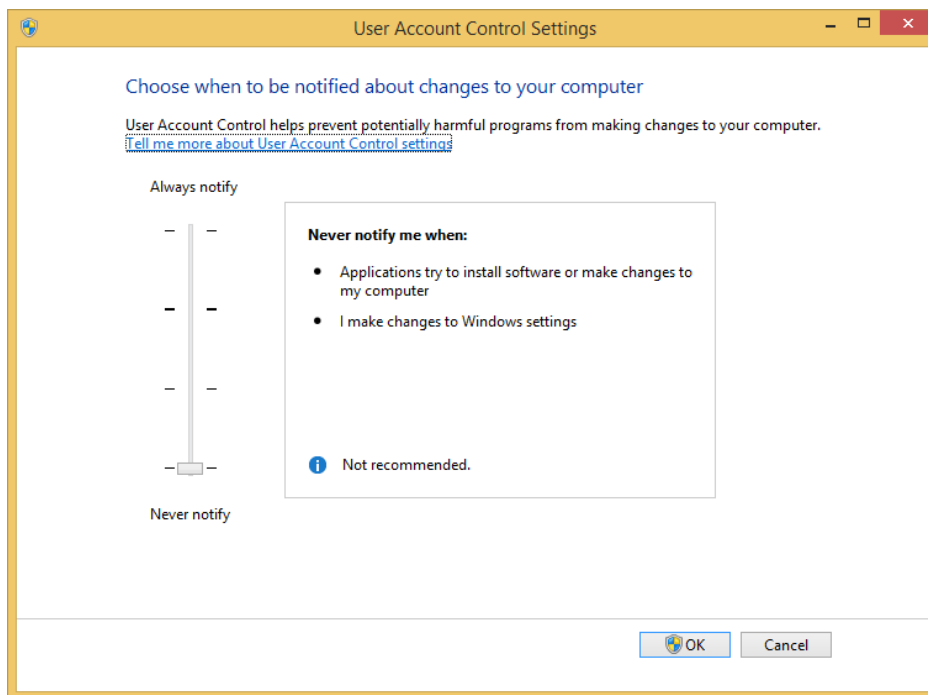 User Account Control Settings
Choose when to be notified about changes to your computer
User Account Control helps prevent potentially harmful programs from making changes to your computer.
Tell me more about User Account Control settings
Always notify
Never notify me when:
Applications try to install software or make changes to
my computer
I make changes to Windows settings
Not recommended.
Never notify
OK
Cancel